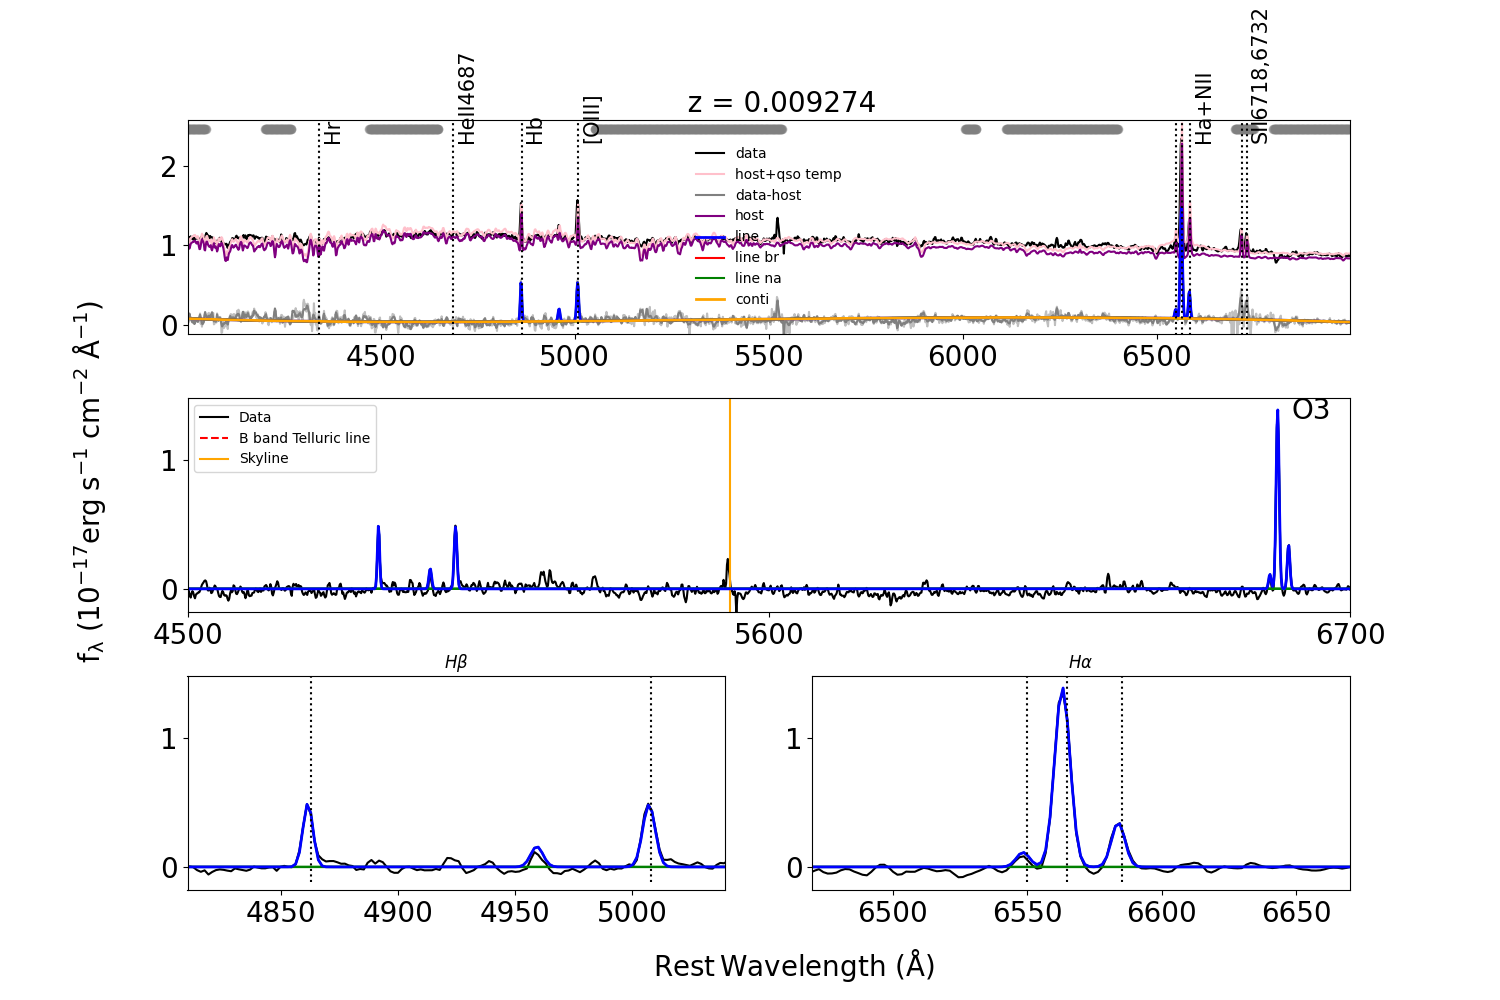 z = 0.009274
Hr
HeII4687
Hb
[OIII]
Ha+NII
SII6718,6732
data
host+qso temp
data-host
host
line
line br
line na
conti
2
1
0
4500
5000
5500
6000
6500
Data
B band Telluric line
Skyline
O3
1
0
4500
5600
6700
fλ (10−17erg s−1 cm−2 Å−1)
Hβ
1
0
4850
4900
4950
5000
Hα
1
0
6500
6550
6600
6650
Rest Wavelength (Å)